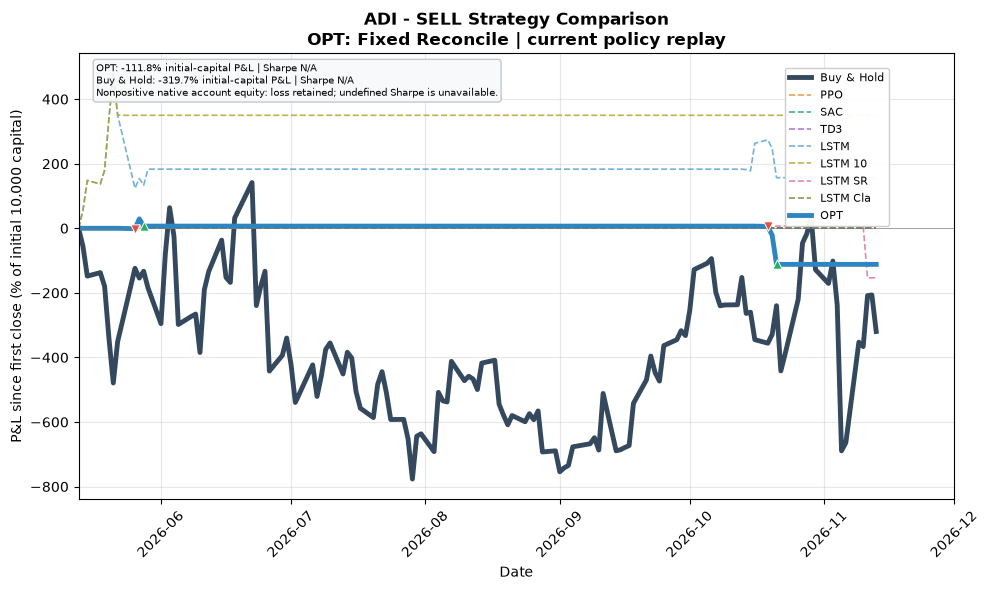 ADI - SELL Strategy Comparison
OPT: Fixed Reconcile | current policy replay
OPT: -111.8% initial-capital P&L | Sharpe N/A
Buy & Hold: -319.7% initial-capital P&L | Sharpe N/A
Nonpositive native account equity: loss retained; undefined Sharpe is unavailable.
Buy & Hold
PPO
SAC
TD3
LSTM
LSTM 10
LSTM SR
LSTM Cla
OPT
P&L since first close (% of initial 10,000 capital)
400
200
0
−200
−400
−600
−800
2026-06
2026-07
2026-08
2026-09
2026-10
2026-11
2026-12
Date